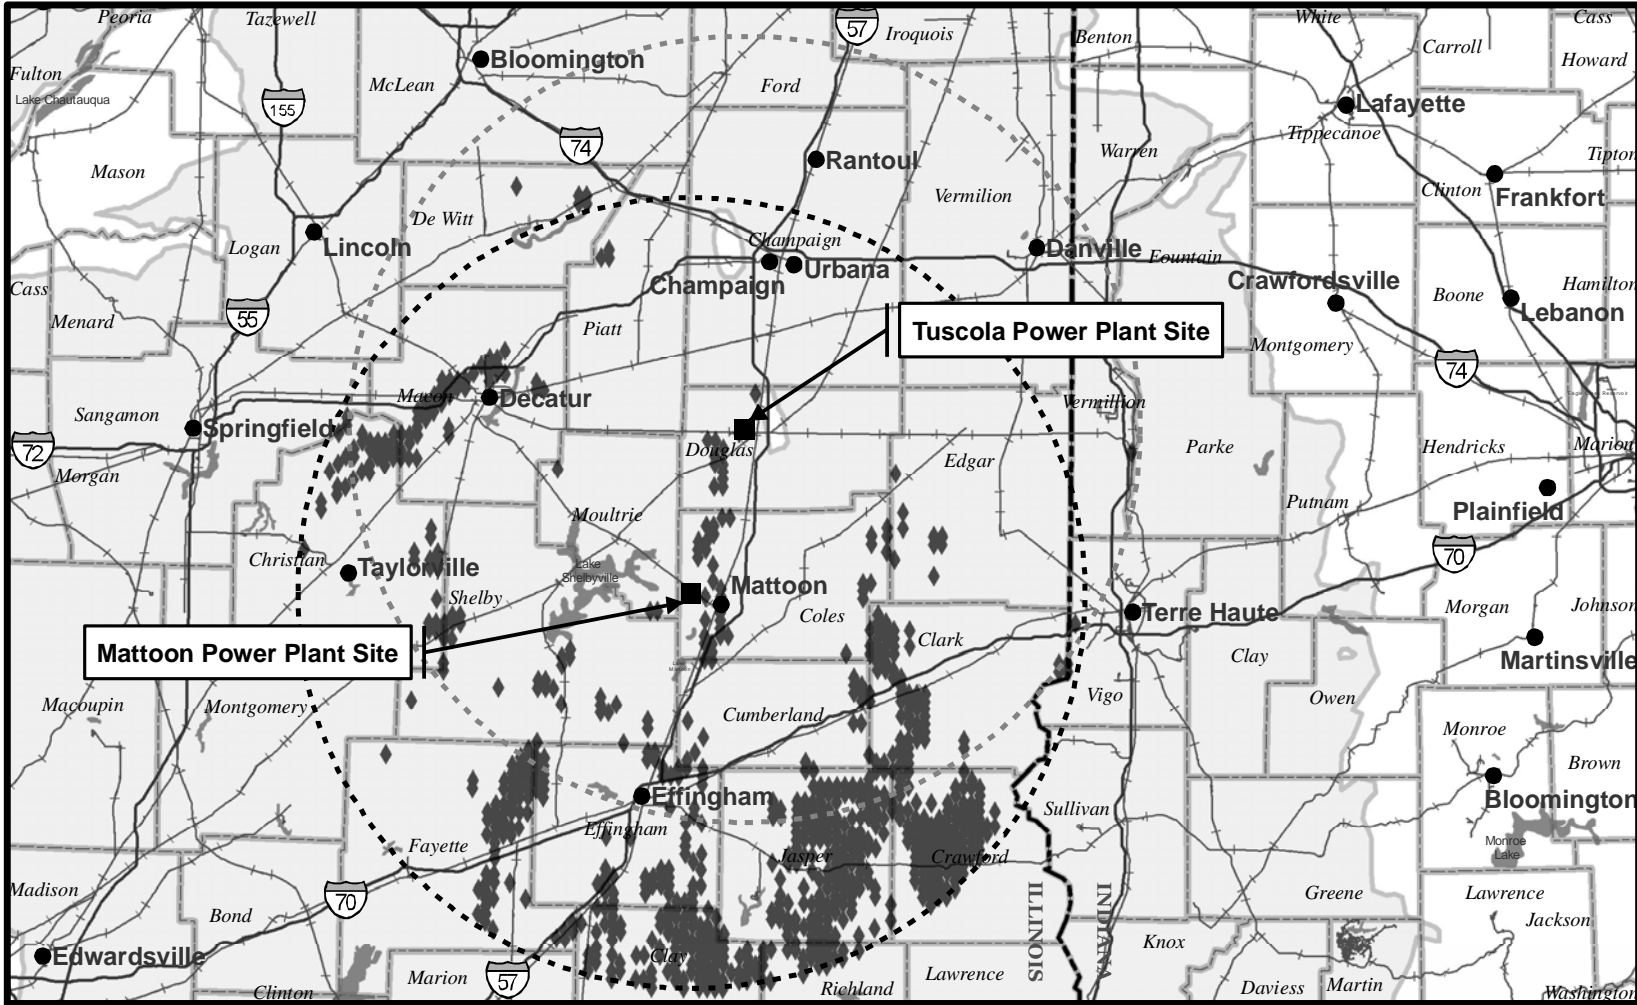 Peoria
Tazewell
57
Iroquois
Benton
White
Cass
Carroll
Howard
Bloomington
Fulton
McLean
Ford
Lake Chautauqua
155
Lafayette
Tippecanoe
74
Rantoul
Warren
Tipton
Mason
Clinton
Vermilion
Frankfort
De Witt
Lincoln
Logan
Champaign
Danville
Fountain
Urbana
Champaign
Crawfordsville
Cass
Boone
Hamilton
Lebanon
55
Menard
Piatt
Tuscola Power Plant Site
Montgomery
74
Macon
Decatur
Vermillion
Sangamon
Springfield
72
Douglas
Edgar
Parke
Hendricks
Marion
Morgan
Putnam
Plainfield
Moultrie
Christian
Taylorville
Lake
Shelbyville
70
Shelby
Mattoon
Coles
Terre Haute
Morgan
Johnson
Clark
Mattoon Power Plant Site
Clay
Martinsville
Macoupin
Montgomery
Cumberland
Vigo
Owen
Monroe
Brown
Effingham
Effingham
Sullivan
Bloomington
Fayette
Jasper
Crawford
Monroe
Lake
Madison
70
Bond
ILLINOIS
INDIANA
Greene
Lawrence
Jackson
Edwardsville
Clay
Knox
Marion
57
Lawrence
Clinton
Richland
Daviess
Martin
Washington